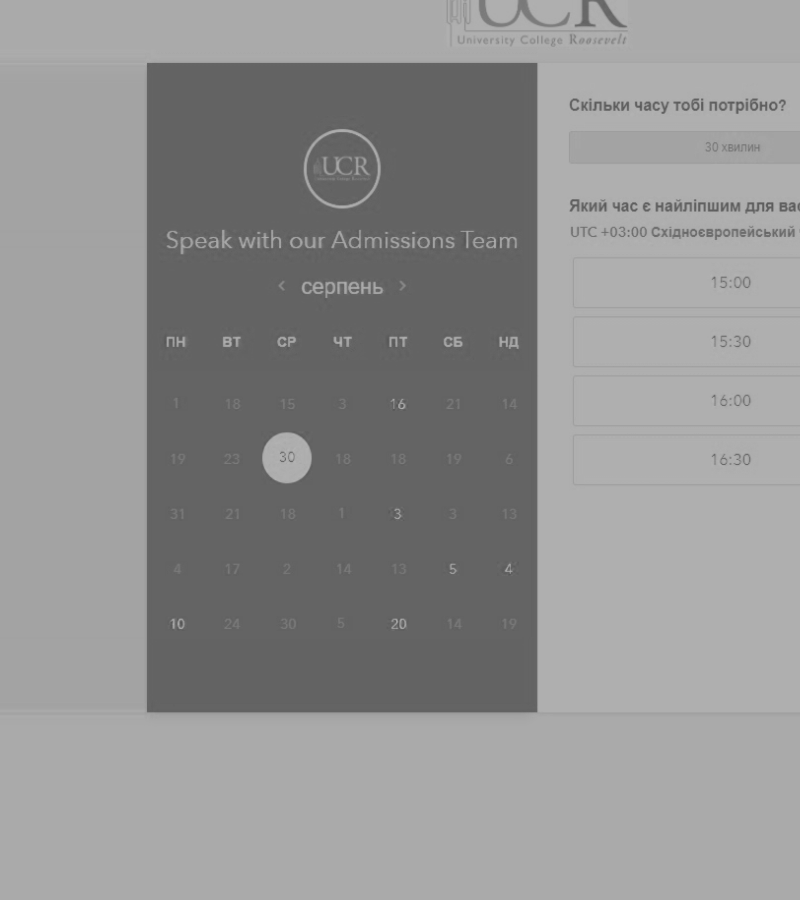 UCR
University College Roosevelt
UCR
Speak with our Admissions Team
‹ серпень ›
ПН ВТ СР ЧТ ПТ СБ НД
1 18 15 3 16 21 14
19 23 30 18 18 19 6
31 21 18 1 3 3 13
4 17 2 14 13 5 4
10 24 30 5 20 14 19
Скільки часу тобі потрібно?
30 хвилин
Який час є найліпшим для вас
UTC +03:00 Східноєвропейський
15:00
15:30
16:00
16:30